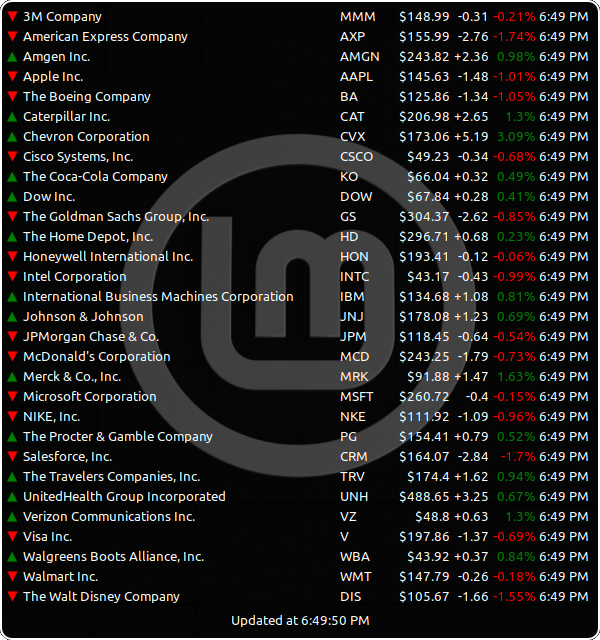 ▼ 3M Company MMM $148.99 -0.31 -0.21% 6:49 PM
▼ American Express Company AXP $155.99 -2.76 -1.74% 6:49 PM
▲ Amgen Inc. AMGN $243.82 +2.36 0.98% 6:49 PM
▼ Apple Inc. AAPL $145.63 -1.48 -1.01% 6:49 PM
▼ The Boeing Company BA $125.86 -1.34 -1.05% 6:49 PM
▲ Caterpillar Inc. CAT $206.98 +2.65 1.3% 6:49 PM
▲ Chevron Corporation CVX $173.06 +5.19 3.09% 6:49 PM
▼ Cisco Systems, Inc. CSCO $49.23 -0.34 -0.68% 6:49 PM
▲ The Coca-Cola Company KO $66.04 +0.32 0.49% 6:49 PM
▲ Dow Inc. DOW $67.84 +0.28 0.41% 6:49 PM
▼ The Goldman Sachs Group, Inc. GS $304.37 -2.62 -0.85% 6:49 PM
▲ The Home Depot, Inc. HD $296.71 +0.68 0.23% 6:49 PM
▼ Honeywell International Inc. HON $193.41 -0.12 -0.06% 6:49 PM
▼ Intel Corporation INTC $43.17 -0.43 -0.99% 6:49 PM
▲ International Business Machines Corporation IBM $134.68 +1.08 0.81% 6:49 PM
▲ Johnson & Johnson JNJ $178.08 +1.23 0.69% 6:49 PM
▼ JPMorgan Chase & Co. JPM $118.45 -0.64 -0.54% 6:49 PM
▼ McDonald's Corporation MCD $243.25 -1.79 -0.73% 6:49 PM
▲ Merck & Co., Inc. MRK $91.88 +1.47 1.63% 6:49 PM
▼ Microsoft Corporation MSFT $260.72 -0.4 -0.15% 6:49 PM
▼ NIKE, Inc. NKE $111.92 -1.09 -0.96% 6:49 PM
▲ The Procter & Gamble Company PG $154.41 +0.79 0.52% 6:49 PM
▼ Salesforce, Inc. CRM $164.07 -2.84 -1.7% 6:49 PM
▲ The Travelers Companies, Inc. TRV $174.4 +1.62 0.94% 6:49 PM
▲ UnitedHealth Group Incorporated UNH $488.65 +3.25 0.67% 6:49 PM
▲ Verizon Communications Inc. VZ $48.8 +0.63 1.3% 6:49 PM
▼ Visa Inc. V $197.86 -1.37 -0.69% 6:49 PM
▲ Walgreens Boots Alliance, Inc. WBA $43.92 +0.37 0.84% 6:49 PM
▼ Walmart Inc. WMT $147.79 -0.26 -0.18% 6:49 PM
▼ The Walt Disney Company DIS $105.67 -1.66 -1.55% 6:49 PM
Updated at 6:49:50 PM